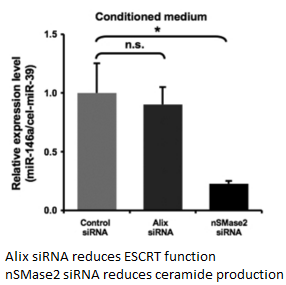 Conditioned medium
*
n.s.
Relative expression level
(miR-146a/cel-miR-39)
1.5
1.0
0.5
0.0
Control
siRNA
Alix
siRNA
nSMase2
siRNA
Alix siRNA reduces ESCRT function
nSMase2 siRNA reduces ceramide production